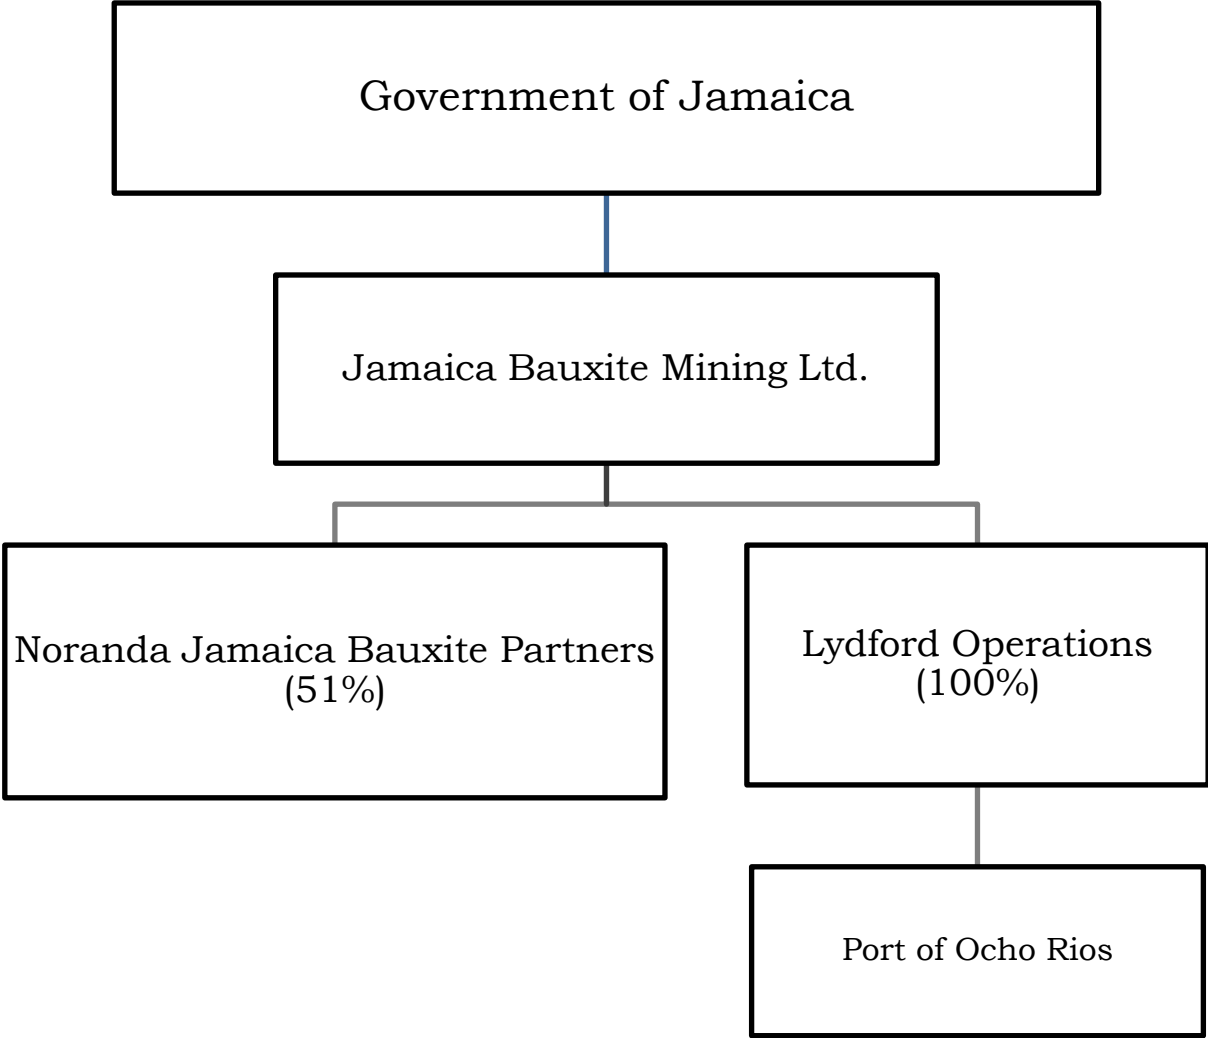 Government of Jamaica
Jamaica Bauxite Mining Ltd.
Noranda Jamaica Bauxite Partners
(51%)
Lydford Operations
(100%)
Port of Ocho Rios